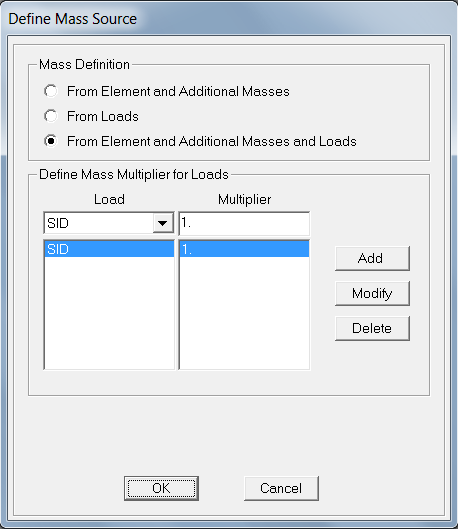 Define Mass Source
Mass Definition
From Element and Additional Masses
From Loads
From Element and Additional Masses and Loads
Define Mass Multiplier for Loads
Load Multiplier
SID 1.
SID 1.
Add
Modify
Delete
OK Cancel